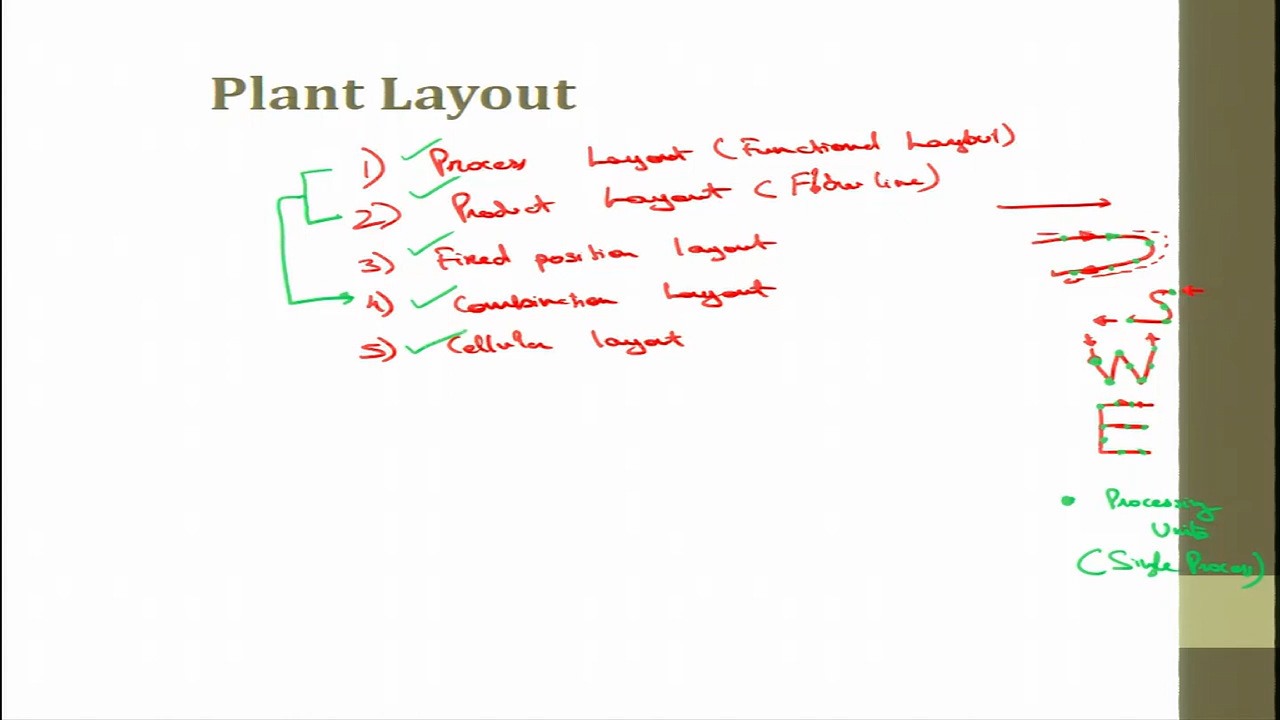 Plant Layout
1) Process Layout (Functional Layout)
2) Product Layout (Flow line)
3) Fixed position layout
4) Combination Layout
5) Cellular layout
S
W
E
• Processing
Units
(Single Process)